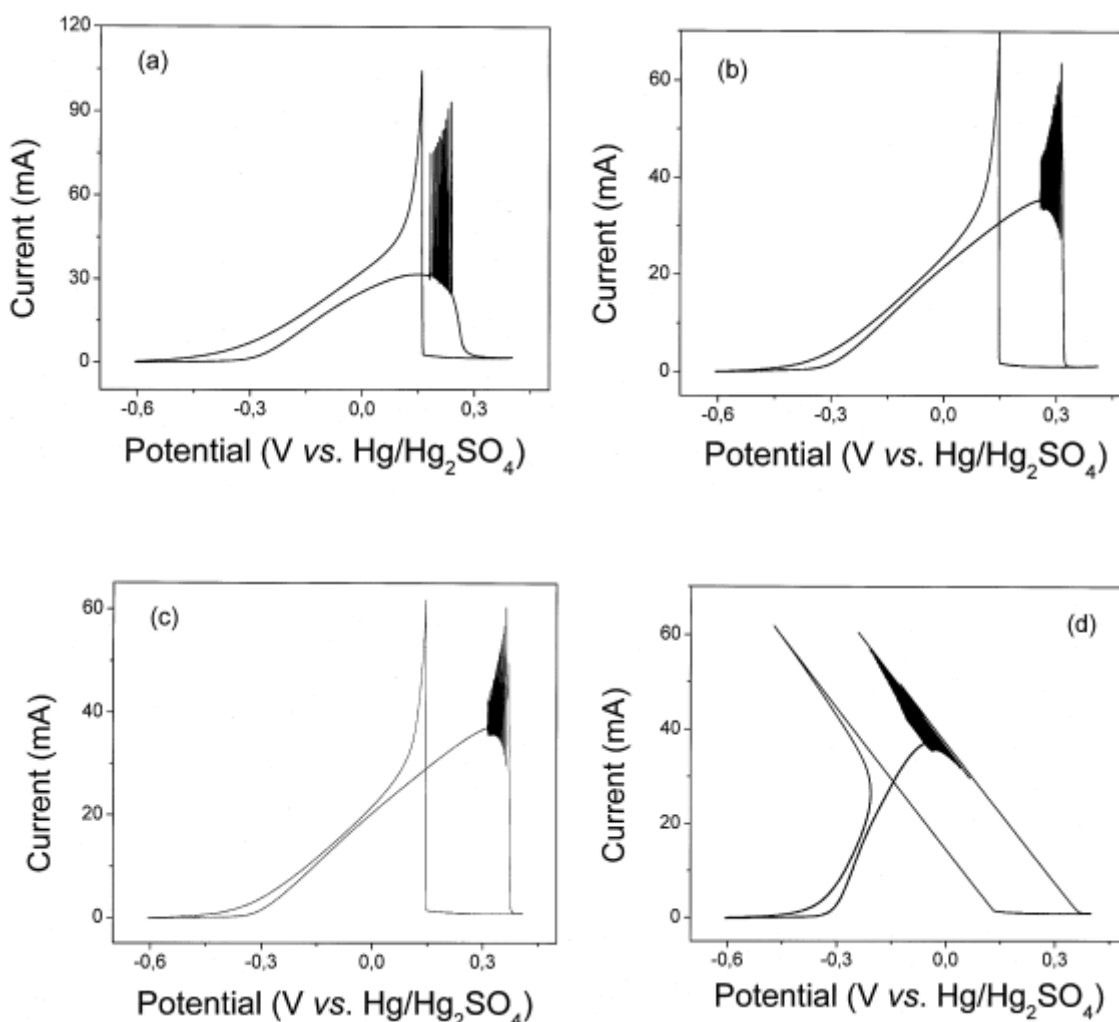 (a)
Current (mA)
120
90
60
30
0
-0,6 -0,3 0,0 0,3
Potential (V vs. Hg/Hg₂SO₄
(b)
Current (mA)
60
40
20
0
-0,6 -0,3 0,0 0,3
Potential (V vs. Hg/Hg₂SO₄
(c)
Current (mA)
60
40
20
0
-0,6 -0,3 0,0 0,3
Potential (V vs. Hg/Hg₂SO₄)
(d)
Current (mA)
60
40
20
0
-0,6 -0,3 0,0 0,3
Potential (V vs. Hg/Hg₂SO₄)